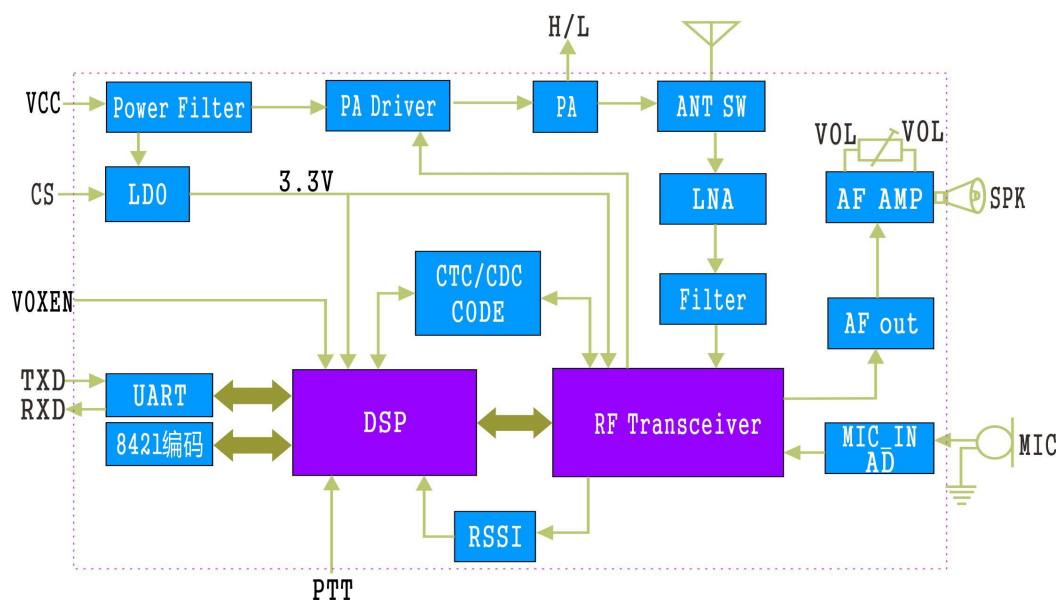 H/L
VCC
Power Filter
PA Driver
PA
ANT SW
VOL
VOL
CS
LDO
3.3V
LNA
AF AMP
SPK
CTC/CDC
CODE
VOXEN
Filter
AF out
TXD
RXD
UART
DSP
RF Transceiver
8421编码
MIC_IN
AD
MIC
RSSI
PTT